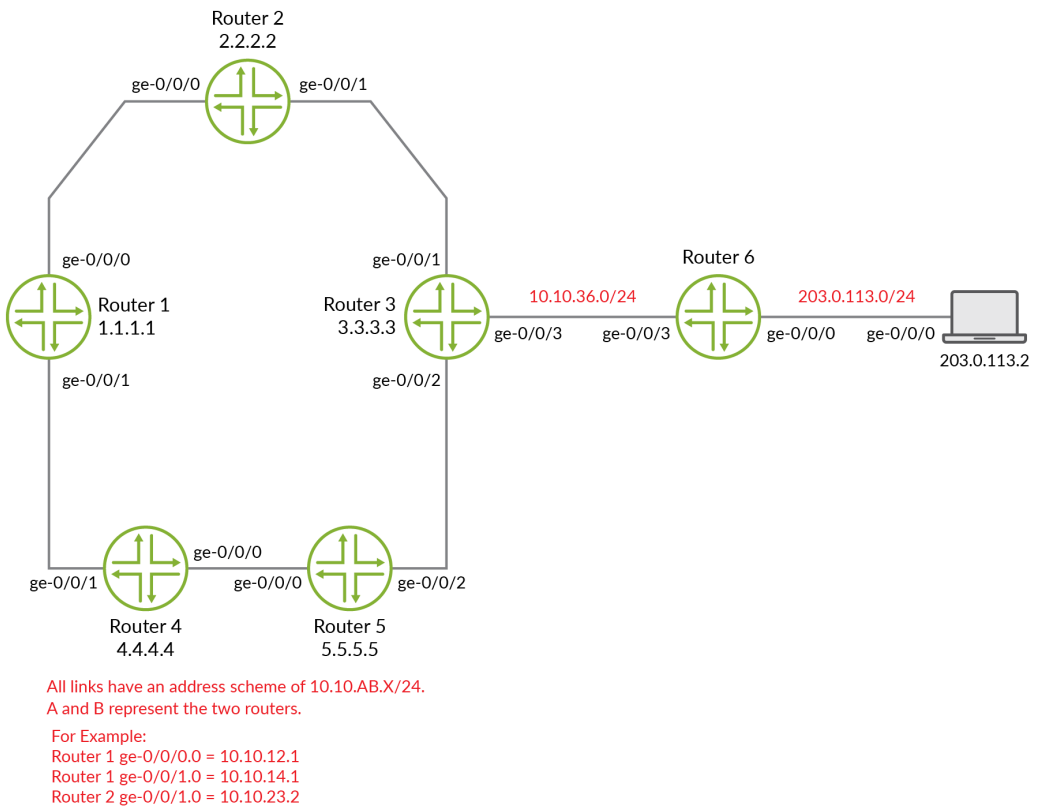 Router 2
2.2.2.2
ge-0/0/0
ge-0/0/1
ge-0/0/0
ge-0/0/1
Router 6
Router 1
1.1.1.1
Router 3
3.3.3.3
10.10.36.0/24
203.0.113.0/24
ge-0/0/3
ge-0/0/3
ge-0/0/0
ge-0/0/0
203.0.113.2
ge-0/0/1
ge-0/0/2
ge-0/0/0
ge-0/0/1
ge-0/0/0
ge-0/0/2
Router 4
4.4.4.4
Router 5
5.5.5.5
All links have an address scheme of 10.10.AB.X/24.
A and B represent the two routers.
For Example:
Router 1 ge-0/0/0.0 = 10.10.12.1
Router 1 ge-0/0/1.0 = 10.10.14.1
Router 2 ge-0/0/1.0 = 10.10.23.2